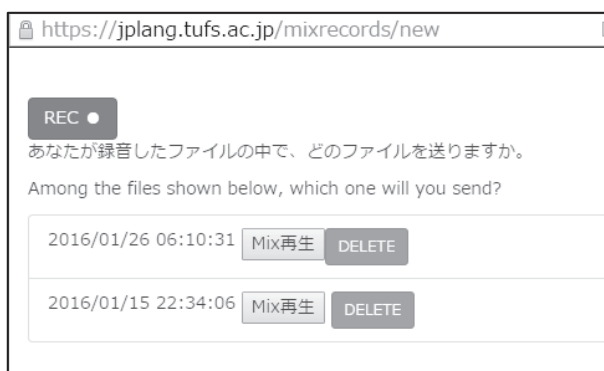 https://jplang.tufs.ac.jp/mixrecords/new
REC ●
あなたが録音したファイルの中で、どのファイルを送りますか。
Among the files shown below, which one will you send?
2016/01/26 06:10:31 Mix再生 DELETE
2016/01/15 22:34:06 Mix再生 DELETE